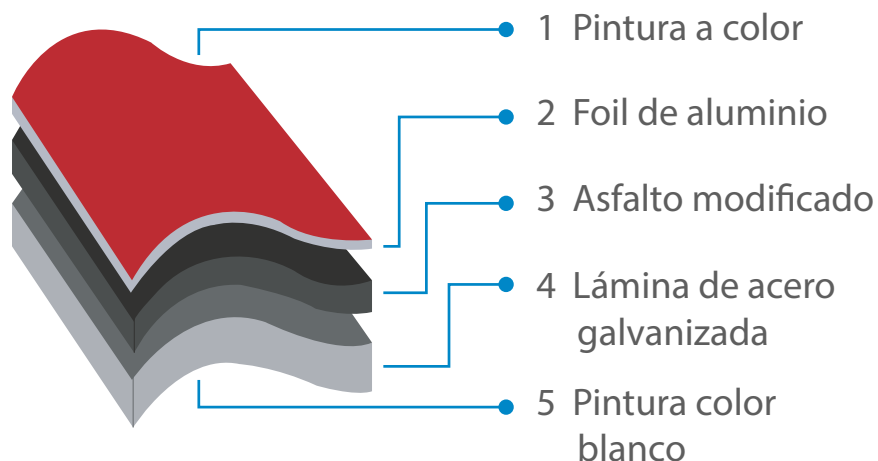 1 Pintura a color
2 Foil de aluminio
3 Asfalto modificado
4 Lámina de acero
galvanizada
5 Pintura color
blanco